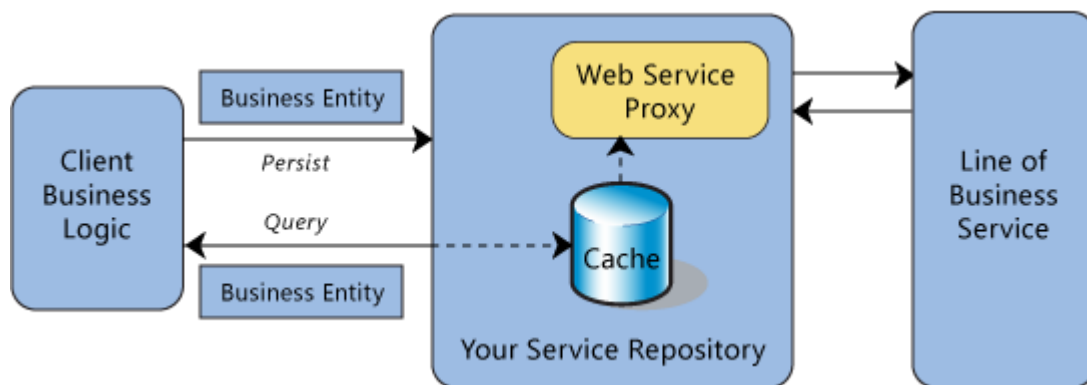 Client
Business
Logic
Business Entity
Persist
Query
Business Entity
Web Service
Proxy
Cache
Your Service Repository
Line of
Business
Service